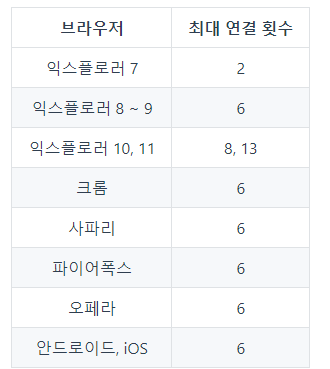 브라우저 최대 연결 횟수
익스플로러 7 2
익스플로러 8 ~ 9 6
익스플로러 10, 11 8, 13
크롬 6
사파리 6
파이어폭스 6
오페라 6
안드로이드, iOS 6